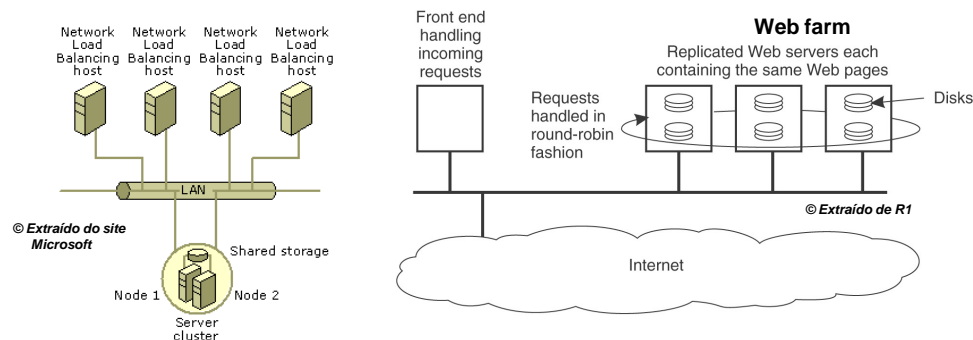 Network
Load
Balancing
host
Network
Load
Balancing
host
Network
Load
Balancing
host
Network
Load
Balancing
host
LAN
© Extraído do site
Microsoft
Shared storage
Node 1
Node 2
Server
cluster
Front end
handling
incoming
requests
Web farm
Replicated Web servers each
containing the same Web pages
Requests
handled in
round-robin
fashion
Disks
© Extraído de R1
Internet